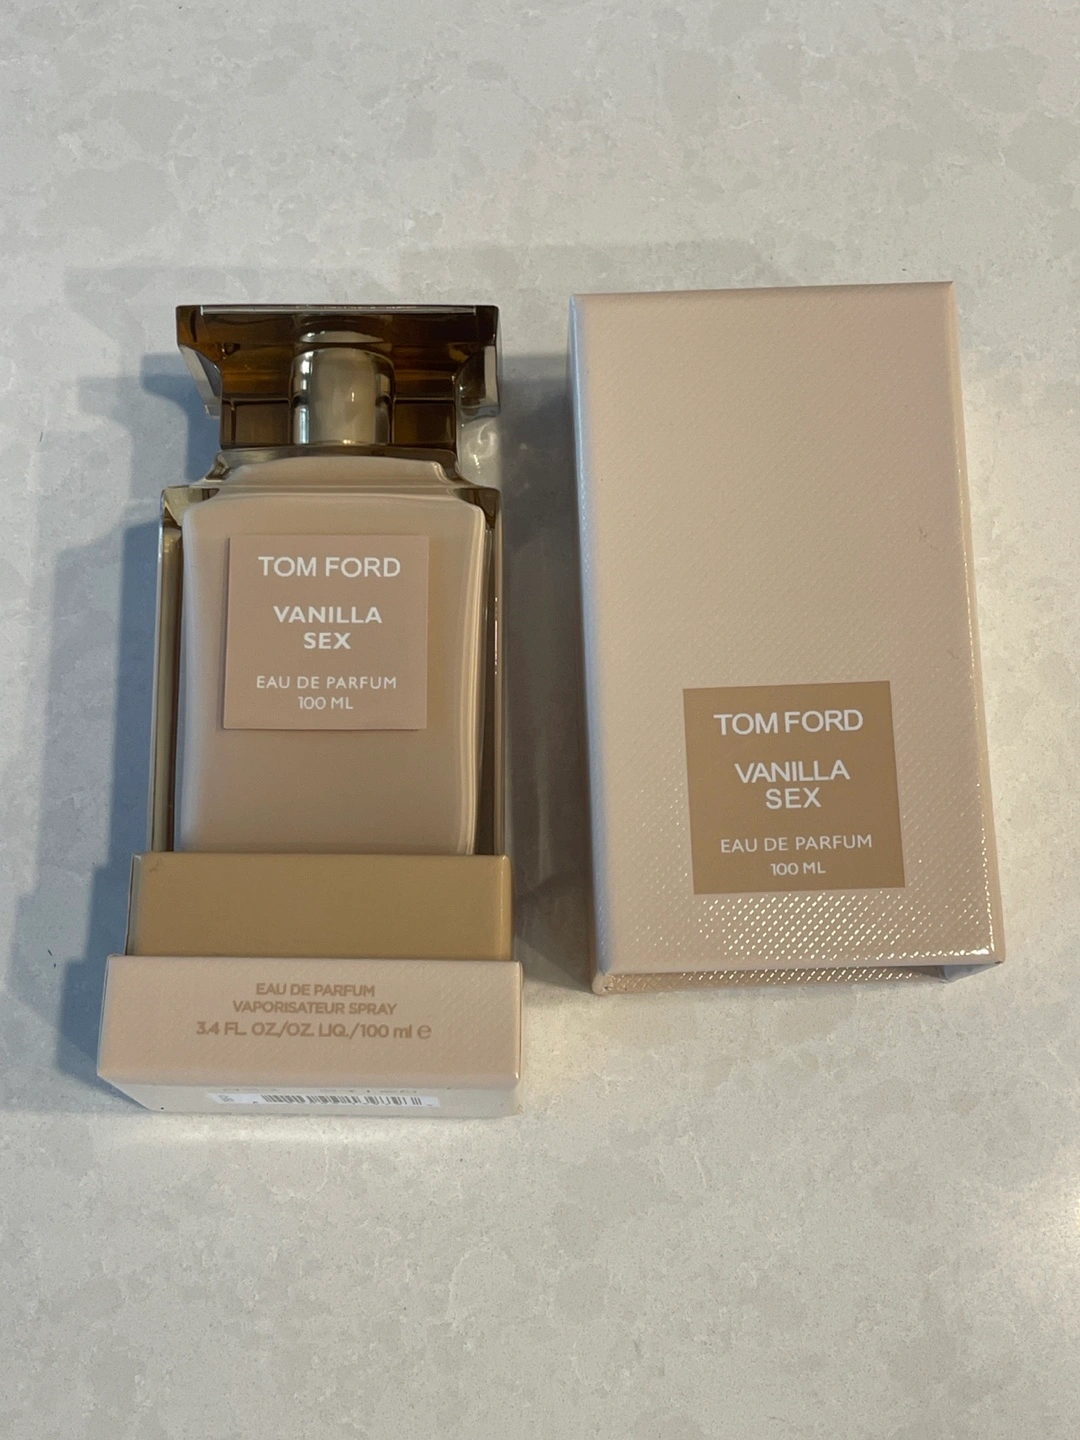 TOM FORD
VANILLA
SEX
EAU DE PARFUM
100 ML
EAU DE PARFUM
VAPORISATEUR SPRAY
3.4 FL. OZ./OZ. LIQ./100 ml ℮
TOM FORD
VANILLA
SEX
EAU DE PARFUM
100 ML